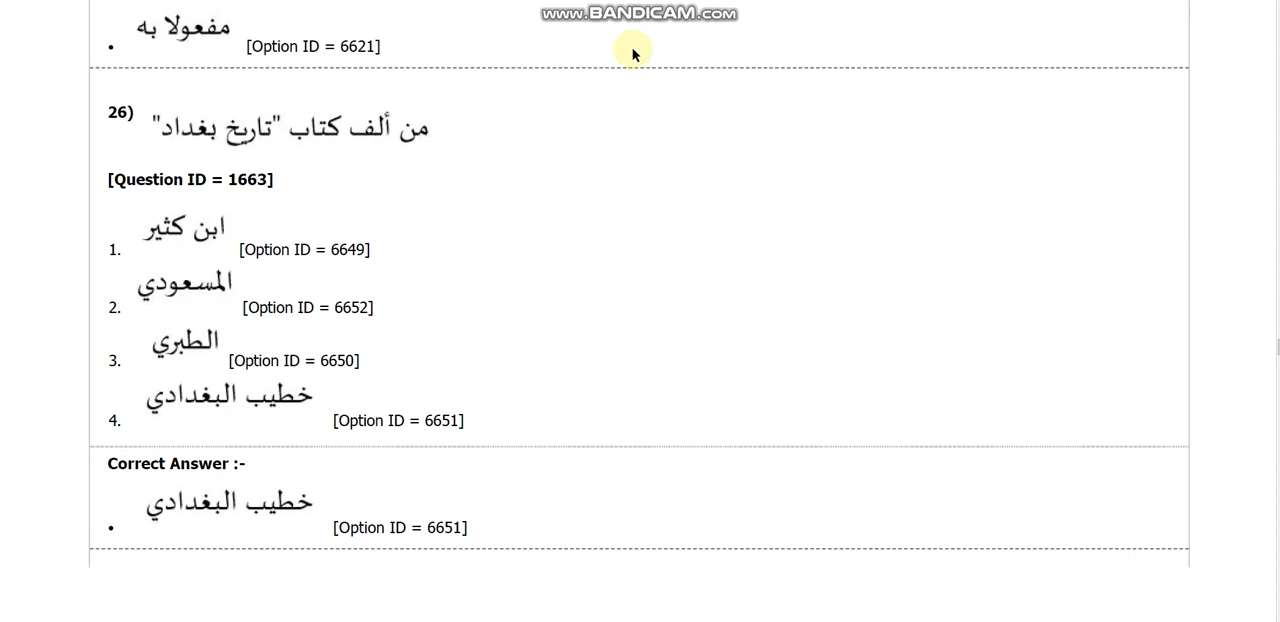 www.BANDICAM.com
مفعولا به
• [Option ID = 6621]
26) من ألف كتاب "تاريخ بغداد"
[Question ID = 1663]
1. ابن كثير [Option ID = 6649]
2. المسعودي [Option ID = 6652]
3. الطبري [Option ID = 6650]
4. خطيب البغدادي [Option ID = 6651]
Correct Answer :-
• خطيب البغدادي [Option ID = 6651]